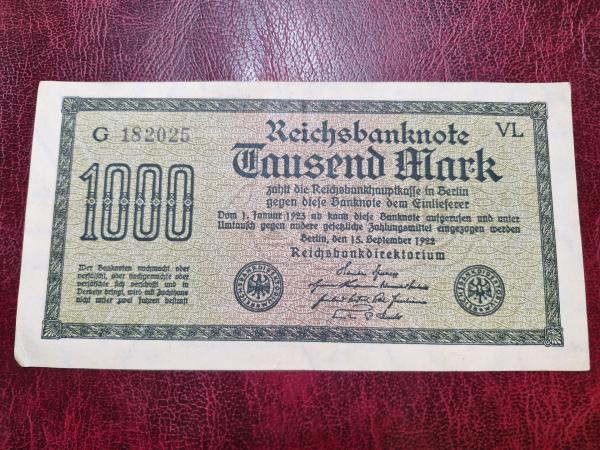 G 182025
VL
Reichsbanknote
Tausend Mark
1000
zahlt die Reichsbankhauptkasse in Berlin
gegen diese Banknote dem Einlieferer
Vom 1. Januar 1923 ab kann diese Banknote aufgerufen und unter
Umtausch gegen andere gesetzliche Zahlungsmittel eingezogen werden
Berlin, den 15. September 1922
Reichsbankdirektorium
Wer Banknoten nachmacht oder
verfälscht, oder nachgemachte oder
verfälschte sich verschafft und in
Verkehr bringt, wird mit Zuchthaus
nicht unter zwei Jahren bestraft